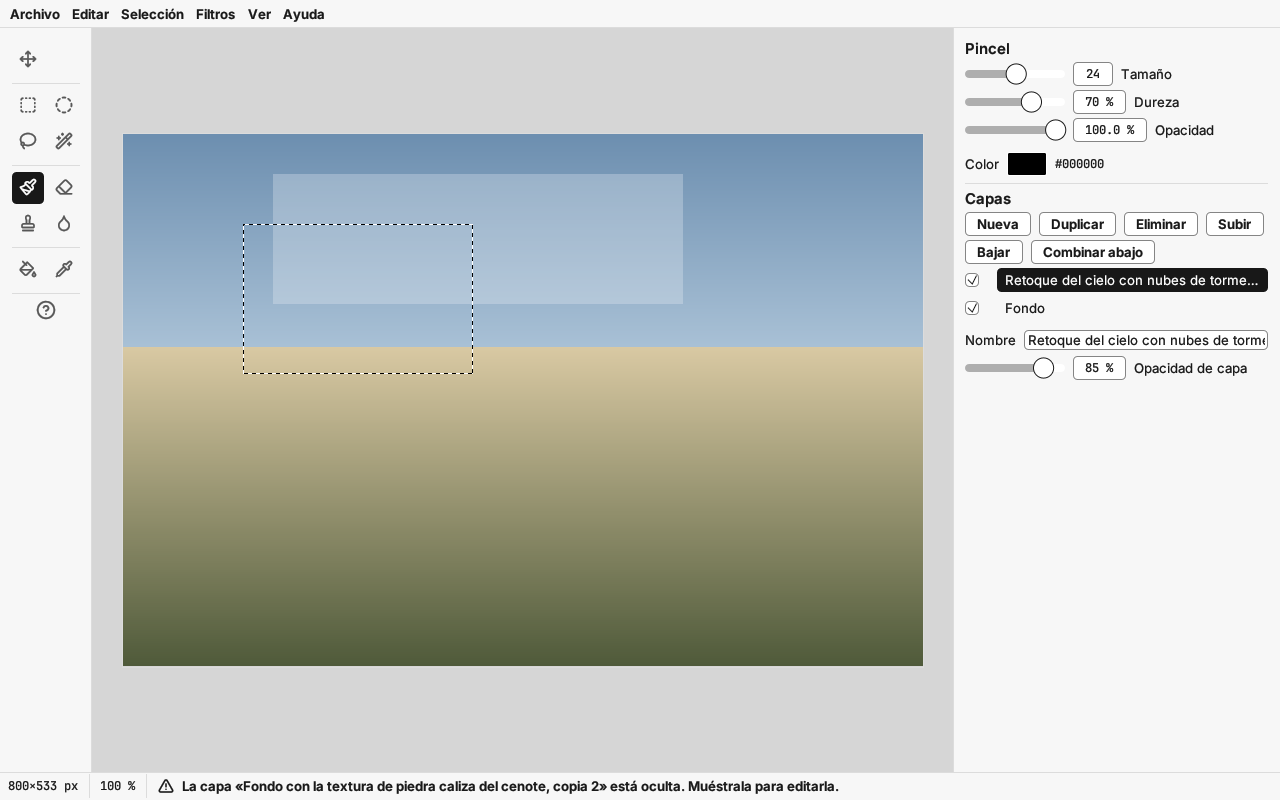 Archivo Editar Selección Filtros Ver Ayuda
Pincel
24 Tamaño
70 % Dureza
100.0 % Opacidad
Color #000000
Capas
Nueva Duplicar Eliminar Subir
Bajar Combinar abajo
Retoque del cielo con nubes de torme…
Fondo
Nombre Retoque del cielo con nubes de torme
85 % Opacidad de capa
800×533 px 100 % La capa «Fondo con la textura de piedra caliza del cenote, copia 2» está oculta. Muéstrala para editarla.